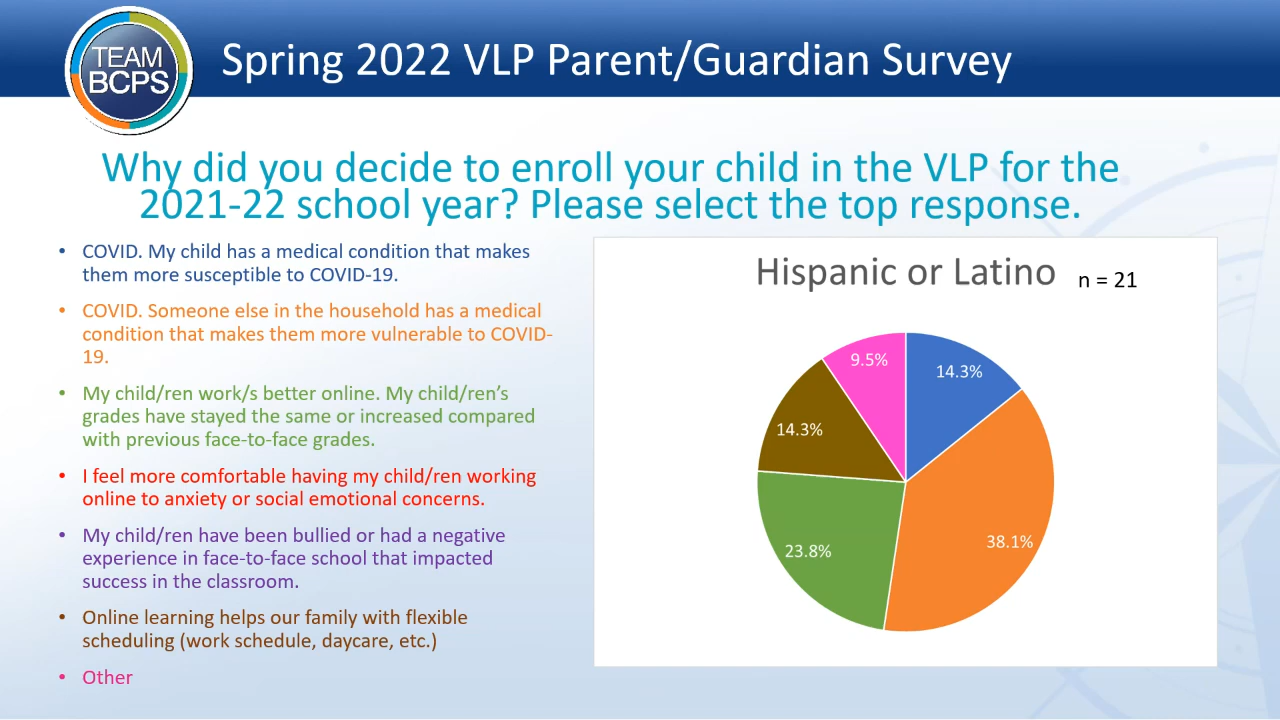 TEAM
BCPS
Spring 2022 VLP Parent/Guardian Survey
Why did you decide to enroll your child in the VLP for the
2021-22 school year? Please select the top response.
• COVID. My child has a medical condition that makes
them more susceptible to COVID-19.
• COVID. Someone else in the household has a medical
condition that makes them more vulnerable to COVID-
19.
• My child/ren work/s better online. My child/ren’s
grades have stayed the same or increased compared
with previous face-to-face grades.
• I feel more comfortable having my child/ren working
online to anxiety or social emotional concerns.
• My child/ren have been bullied or had a negative
experience in face-to-face school that impacted
success in the classroom.
• Online learning helps our family with flexible
scheduling (work schedule, daycare, etc.)
• Other
Hispanic or Latino n = 21
9.5%
14.3%
14.3%
38.1%
23.8%